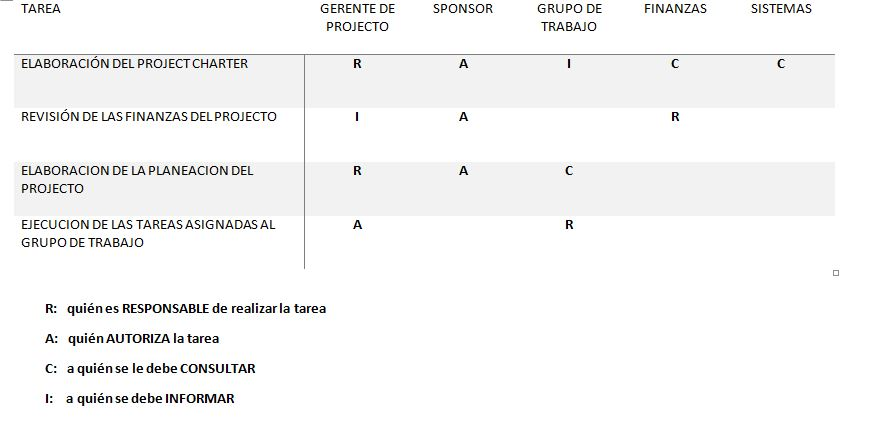 TAREA GERENTE DE PROJECTO SPONSOR GRUPO DE TRABAJO FINANZAS SISTEMAS
ELABORACIÓN DEL PROJECT CHARTER R A I C C
REVISIÓN DE LAS FINANZAS DEL PROJECTO I A R
ELABORACION DE LA PLANEACION DEL PROJECTO R A C
EJECUCION DE LAS TAREAS ASIGNADAS AL GRUPO DE TRABAJO A R
R: quién es RESPONSABLE de realizar la tarea
A: quién AUTORIZA la tarea
C: a quién se le debe CONSULTAR
I: a quién se debe INFORMAR